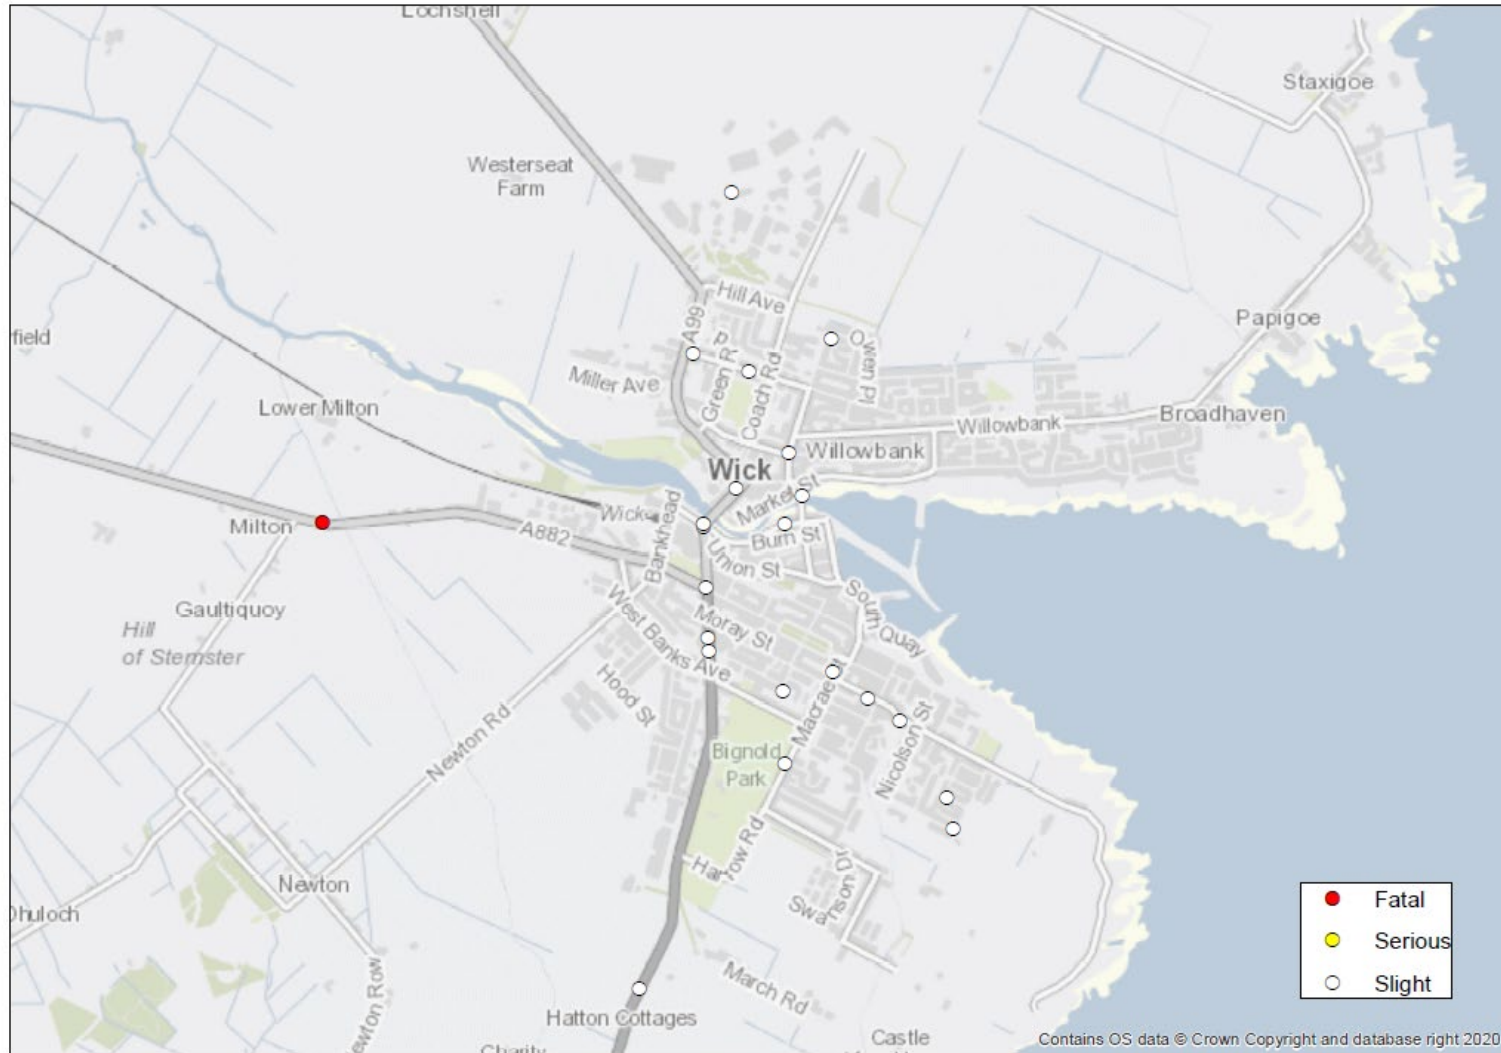 Lochshell
Staxigoe
Westerseat
Farm
Hill Ave
A99
Papigoe
field
P
Green R
Owen Pl
Miller Ave
Coach Rd
Lower Milton
Broadhaven
Willowbank
Willowbank
Wick
Market St
Wick
Milton
A882
Bankhead
Burn St
Union St
Gaultiquoy
South Quay
Hill
of Stemster
Moray St
West Banks Ave
Hood St
Macrae St
Newton Rd
Nicolson St
Bignold
Park
Harrow Rd
Newton
Swanson Dr
Dhuloch
Fatal
Serious
Slight
March Rd
Newton Row
Hatton Cottages
Castle
Charity
Contains OS data © Crown Copyright and database right 2020